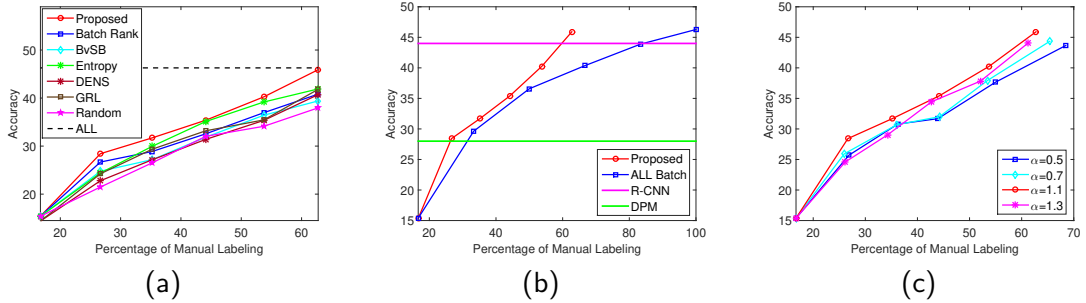 Accuracy
50
40
30
20
20
30
40
50
60
Percentage of Manual Labeling
Proposed
Batch Rank
BvSB
Entropy
DENS
GRL
Random
ALL
(a)
Accuracy
50
45
40
35
30
25
20
15
20
40
60
80
100
Percentage of Manual Labeling
Proposed
ALL Batch
R-CNN
DPM
(b)
Accuracy
50
45
40
35
30
25
20
15
20
30
40
50
60
70
Percentage of Manual Labeling
α=0.5
α=0.7
α=1.1
α=1.3
(c)